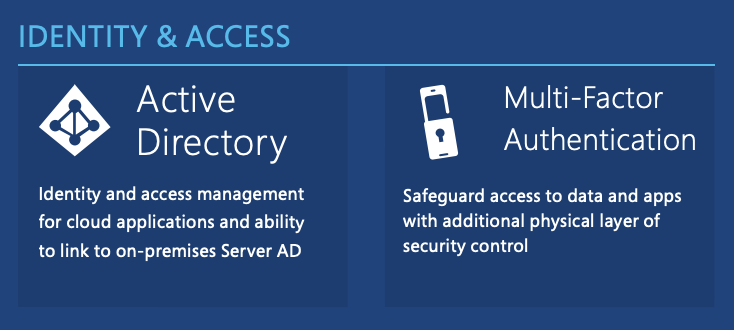 IDENTITY & ACCESS
Active
Directory
Identity and access management
for cloud applications and ability
to link to on-premises Server AD
Multi-Factor
Authentication
Safeguard access to data and apps
with additional physical layer of
security control